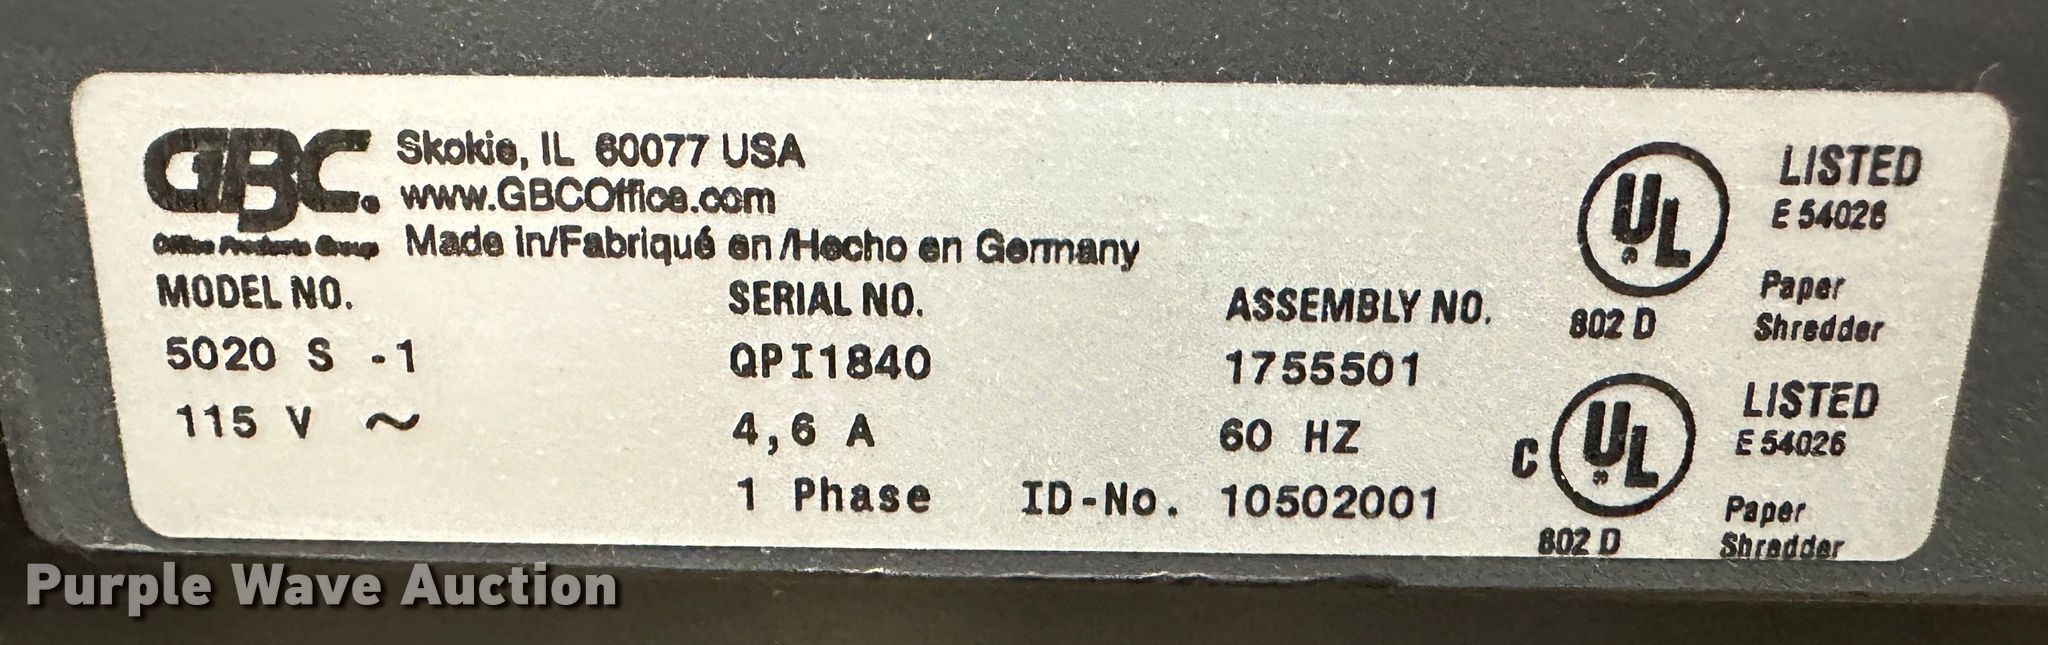 GBC. Skokie, IL 60077 USA
www.GBCOffice.com
Office Products Group Made in/Fabriqué en/Hecho en Germany
MODEL NO. SERIAL NO. ASSEMBLY NO.
5020 S -1 QPI1840 1755501
115 V ~ 4,6 A 60 HZ
1 Phase ID-No. 10502001
UL LISTED
E 54026
802 D Paper
Shredder
C UL LISTED
E 54026
802 D Paper
Shredder
Purple Wave Auction